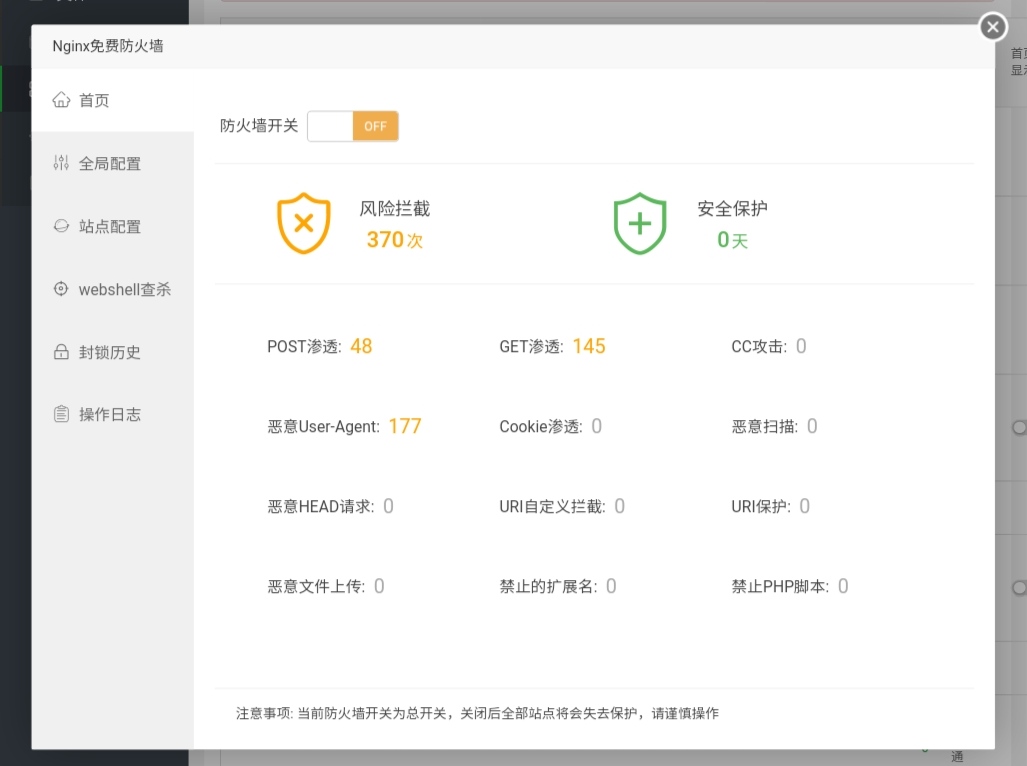 Nginx免费防火墙
首页
全局配置
站点配置
webshell查杀
封锁历史
操作日志
防火墙开关 OFF
风险拦截
370次
安全保护
0天
POST渗透: 48 GET渗透: 145 CC攻击: 0
恶意User-Agent: 177 Cookie渗透: 0 恶意扫描: 0
恶意HEAD请求: 0 URI自定义拦截: 0 URI保护: 0
恶意文件上传: 0 禁止的扩展名: 0 禁止PHP脚本: 0
注意事项: 当前防火墙开关为总开关，关闭后全部站点将会失去保护，请谨慎操作
通